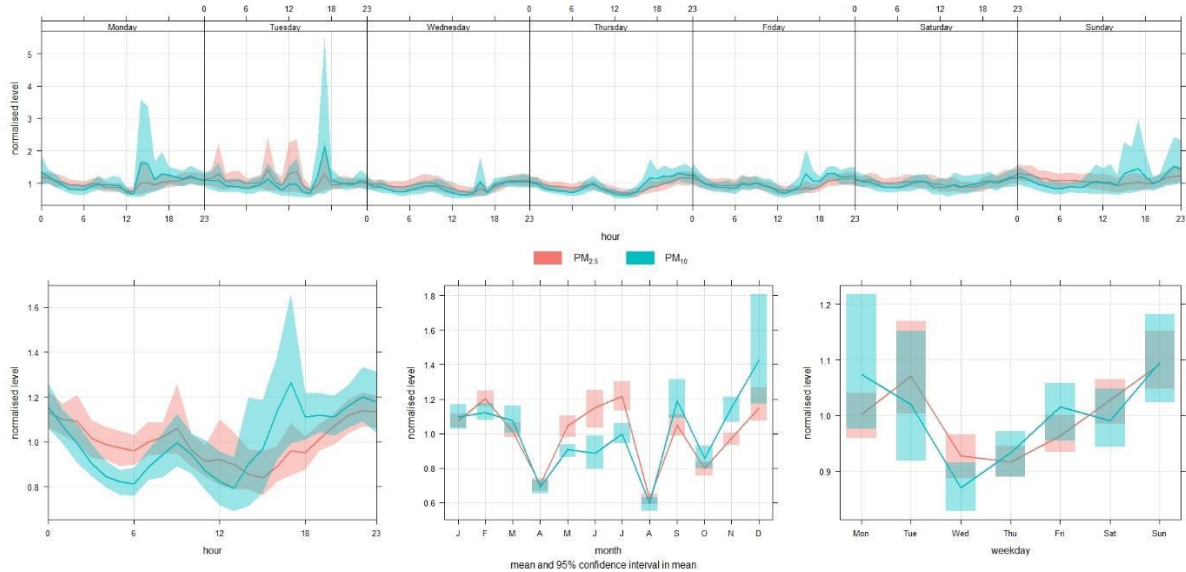 0 6 12 18 23 0 6 12 18 23 0 6 12 18 23
Monday Tuesday Wednesday Thursday Friday Saturday Sunday
normalised level
5
4
3
2
1
0 6 12 18 23 0 6 12 18 23 0 6 12 18 23 0 6 12 18 23
hour
PM2.5 PM10
normalised level
1.6
1.4
1.2
1.0
0.8
0 6 12 18 23
hour
normalised level
1.8
1.6
1.4
1.2
1.0
0.8
0.6
J F M A M J J A S O N D
month
normalised level
1.2
1.1
1.0
0.9
Mon Tue Wed Thu Fri Sat Sun
weekday
mean and 95% confidence interval in mean